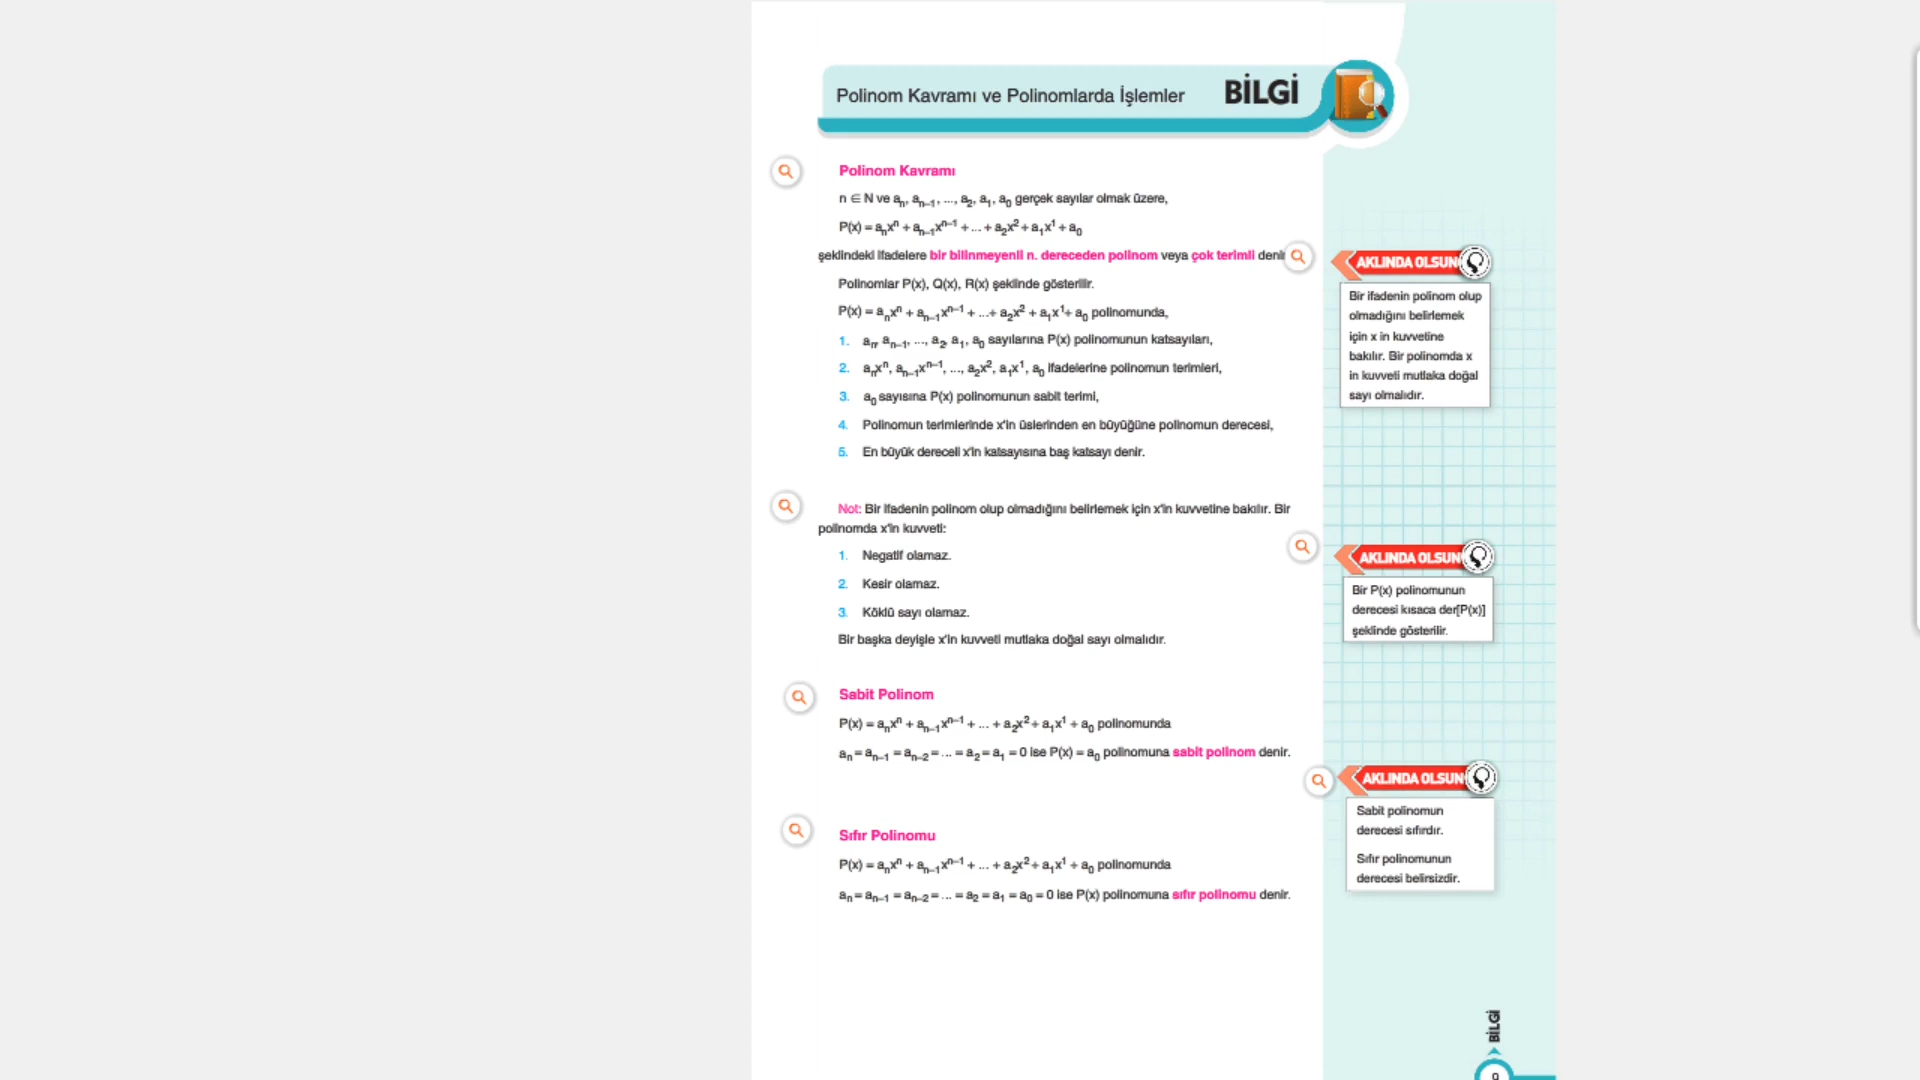 Polinom Kavramı ve Polinomlarda İşlemler BİLGİ
Polinom Kavramı
n ∈ N ve aₙ, aₙ₋₁, ..., a₂, a₁, a₀ gerçek sayılar olmak üzere,
P(x) = aₙxⁿ + aₙ₋₁xⁿ⁻¹ + ... + a₂x² + a₁x¹ + a₀
şeklindeki ifadelere bir bilinmeyenli n. dereceden polinom veya çok terimli denir
Polinomlar P(x), Q(x), R(x) şeklinde gösterilir.
P(x) = aₙxⁿ + aₙ₋₁xⁿ⁻¹ + ...+ a₂x² + a₁x¹+ a₀ polinomunda,
1. aₙ, aₙ₋₁, ..., a₂, a₁, a₀ sayılarına P(x) polinomunun katsayıları,
2. aₙxⁿ, aₙ₋₁xⁿ⁻¹, ..., a₂x², a₁x¹, a₀ ifadelerine polinomun terimleri,
3. a₀ sayısına P(x) polinomunun sabit terimi,
4. Polinomun terimlerinde x'in üslerinden en büyüğüne polinomun derecesi,
5. En büyük dereceli x'in katsayısına baş katsayı denir.
Not: Bir ifadenin polinom olup olmadığını belirlemek için x'in kuvvetine bakılır. Bir
polinomda x'in kuvveti:
1. Negatif olamaz.
2. Kesir olamaz.
3. Köklü sayı olamaz.
Bir başka deyişle x'in kuvveti mutlaka doğal sayı olmalıdır.
Sabit Polinom
P(x) = aₙxⁿ + aₙ₋₁xⁿ⁻¹ + ... + a₂x² + a₁x¹ + a₀ polinomunda
aₙ = aₙ₋₁ = aₙ₋₂ = ... = a₂ = a₁ = 0 ise P(x) = a₀ polinomuna sabit polinom denir.
Sıfır Polinomu
P(x) = aₙxⁿ + aₙ₋₁xⁿ⁻¹ + ... + a₂x² + a₁x¹ + a₀ polinomunda
aₙ = aₙ₋₁ = aₙ₋₂ = ... = a₂ = a₁ = a₀ = 0 ise P(x) polinomuna sıfır polinomu denir.
AKLINDA OLSUN
Bir ifadenin polinom olup
olmadığını belirlemek
için x in kuvvetine
bakılır. Bir polinomda x
in kuvveti mutlaka doğal
sayı olmalıdır.
AKLINDA OLSUN
Bir P(x) polinomunun
derecesi kısaca der[P(x)]
şeklinde gösterilir.
AKLINDA OLSUN
Sabit polinomun
derecesi sıfırdır.
Sıfır polinomunun
derecesi belirsizdir.
BİLGİ
9